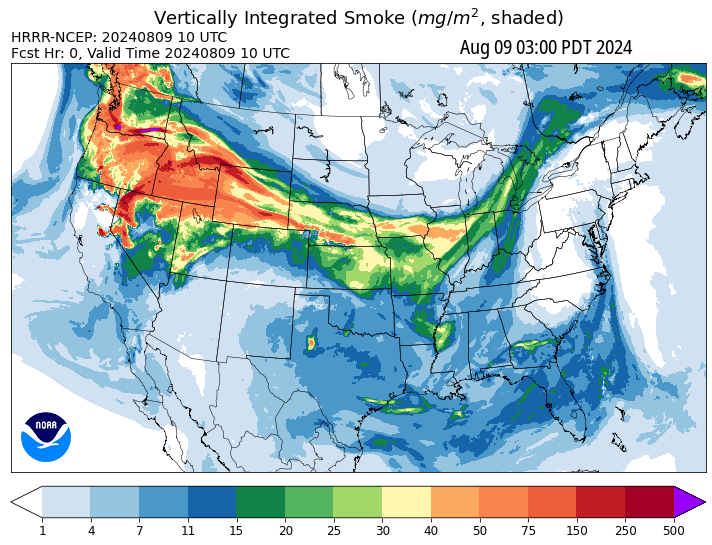 Vertically Integrated Smoke (mg/m², shaded)
HRRR-NCEP: 20240809 10 UTC
Fcst Hr: 0, Valid Time 20240809 10 UTC
Aug 09 03:00 PDT 2024
NOAA
1 4 7 11 15 20 25 30 40 50 75 150 250 500